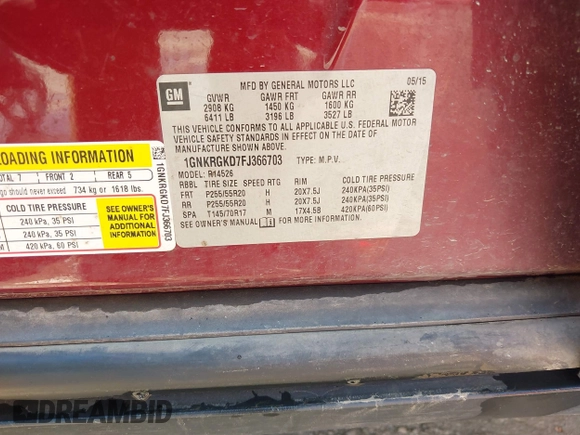 GM
MFD BY GENERAL MOTORS LLC 05/15
GVWR GAWR FRT GAWR RR
2908 KG 1450 KG 1600 KG
6411 LB 3196 LB 3527 LB
THIS VEHICLE CONFORMS TO ALL APPLICABLE U.S. FEDERAL MOTOR
VEHICLE SAFETY STANDARDS IN EFFECT ON THE DATE OF
MANUFACTURE SHOWN ABOVE.
1GNKRGKD7FJ366703 TYPE: M.P.V.
MODEL: R14526
TIRE SIZE SPEED RTG RIM
FRT P255/55R20 H 20X7.5J 240KPA(35PSI)
RR P255/55R20 H 20X7.5J 240KPA(35PSI)
SPA T145/70R17 M 17X4.5B 420KPA(60PSI)
SEE OWNER'S MANUAL FOR MORE INFORMATION.
LOADING INFORMATION
TOTAL 7 FRONT 2 REAR 5
should never exceed 734 kg or 1618 lbs.
COLD TIRE PRESSURE
240 kPa, 35 PSI
240 kPa, 35 PSI
420 kPa, 60 PSI
SEE OWNER'S
MANUAL FOR
ADDITIONAL
INFORMATION
1GNKRGKD7FJ366703
DREAMBID